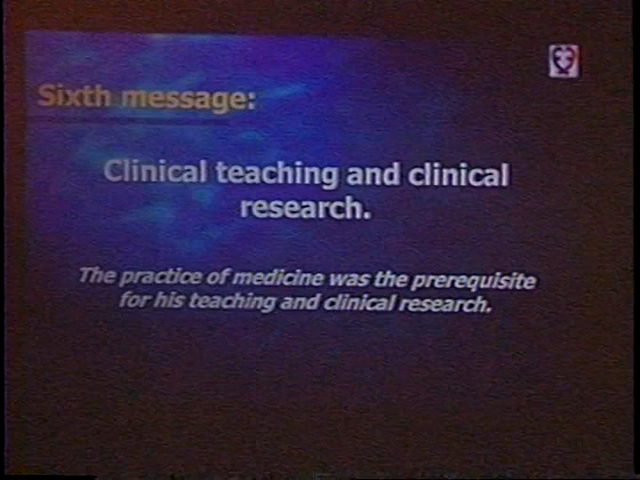 Sixth message:
Clinical teaching and clinical
research.
The practice of medicine was the prerequisite
for his teaching and clinical research.